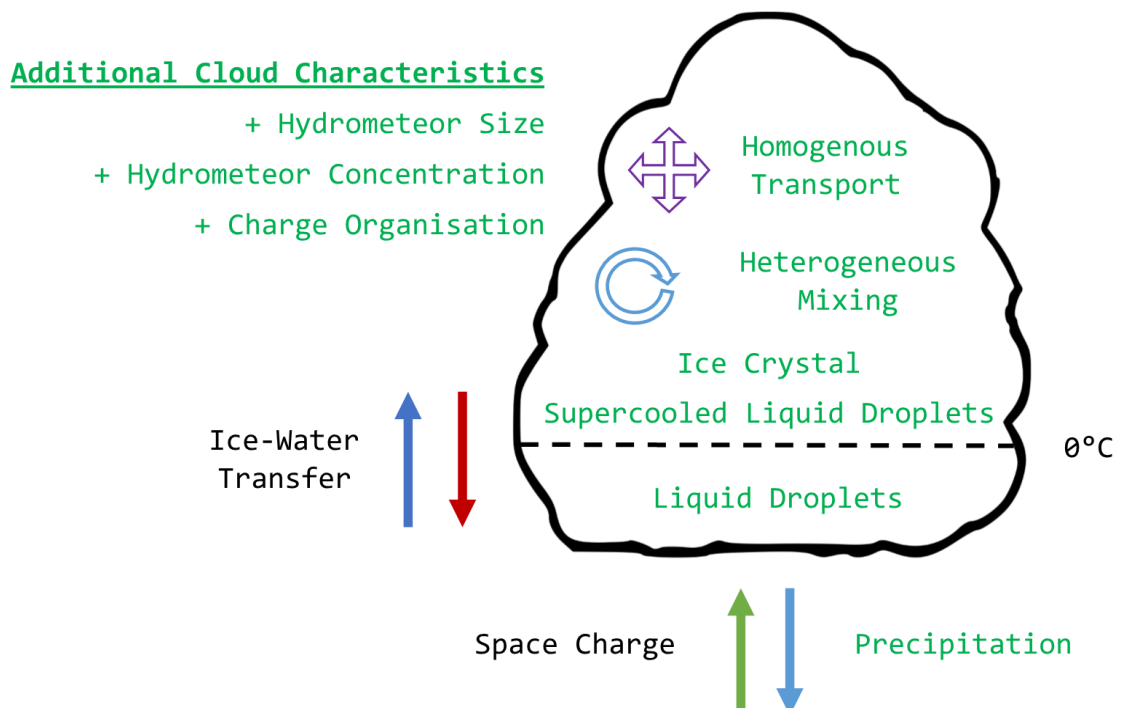 Additional Cloud Characteristics
+ Hydrometeor Size
+ Hydrometeor Concentration
+ Charge Organisation
Homogenous
Transport
Heterogeneous
Mixing
Ice Crystal
Supercooled Liquid Droplets
0°C
Ice-Water
Transfer
Liquid Droplets
Space Charge
Precipitation